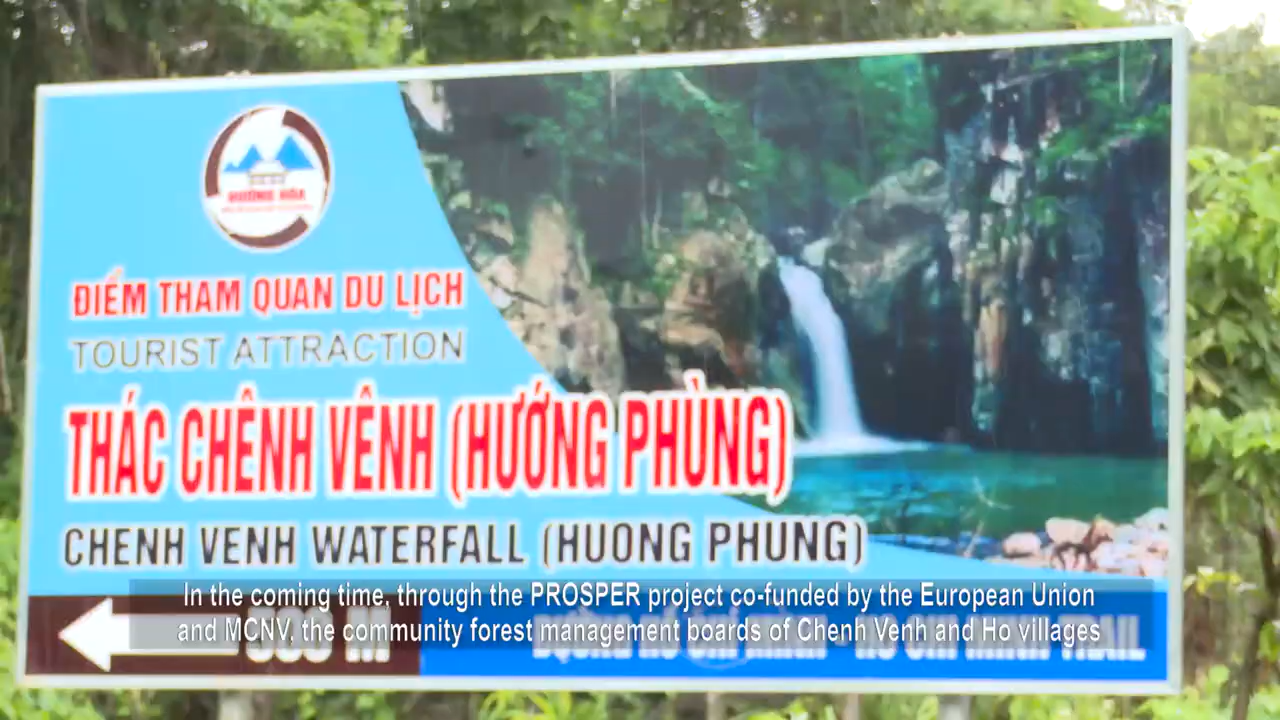 HƯỚNG HÓA
ĐIỂM THAM QUAN DU LỊCH
TOURIST ATTRACTION
THÁC CHÊNH VÊNH (HƯỚNG PHÙNG)
CHENH VENH WATERFALL (HUONG PHUNG)
In the coming time, through the PROSPER project co-funded by the European Union
and MCNV, the community forest management boards of Chenh Venh and Ho villages